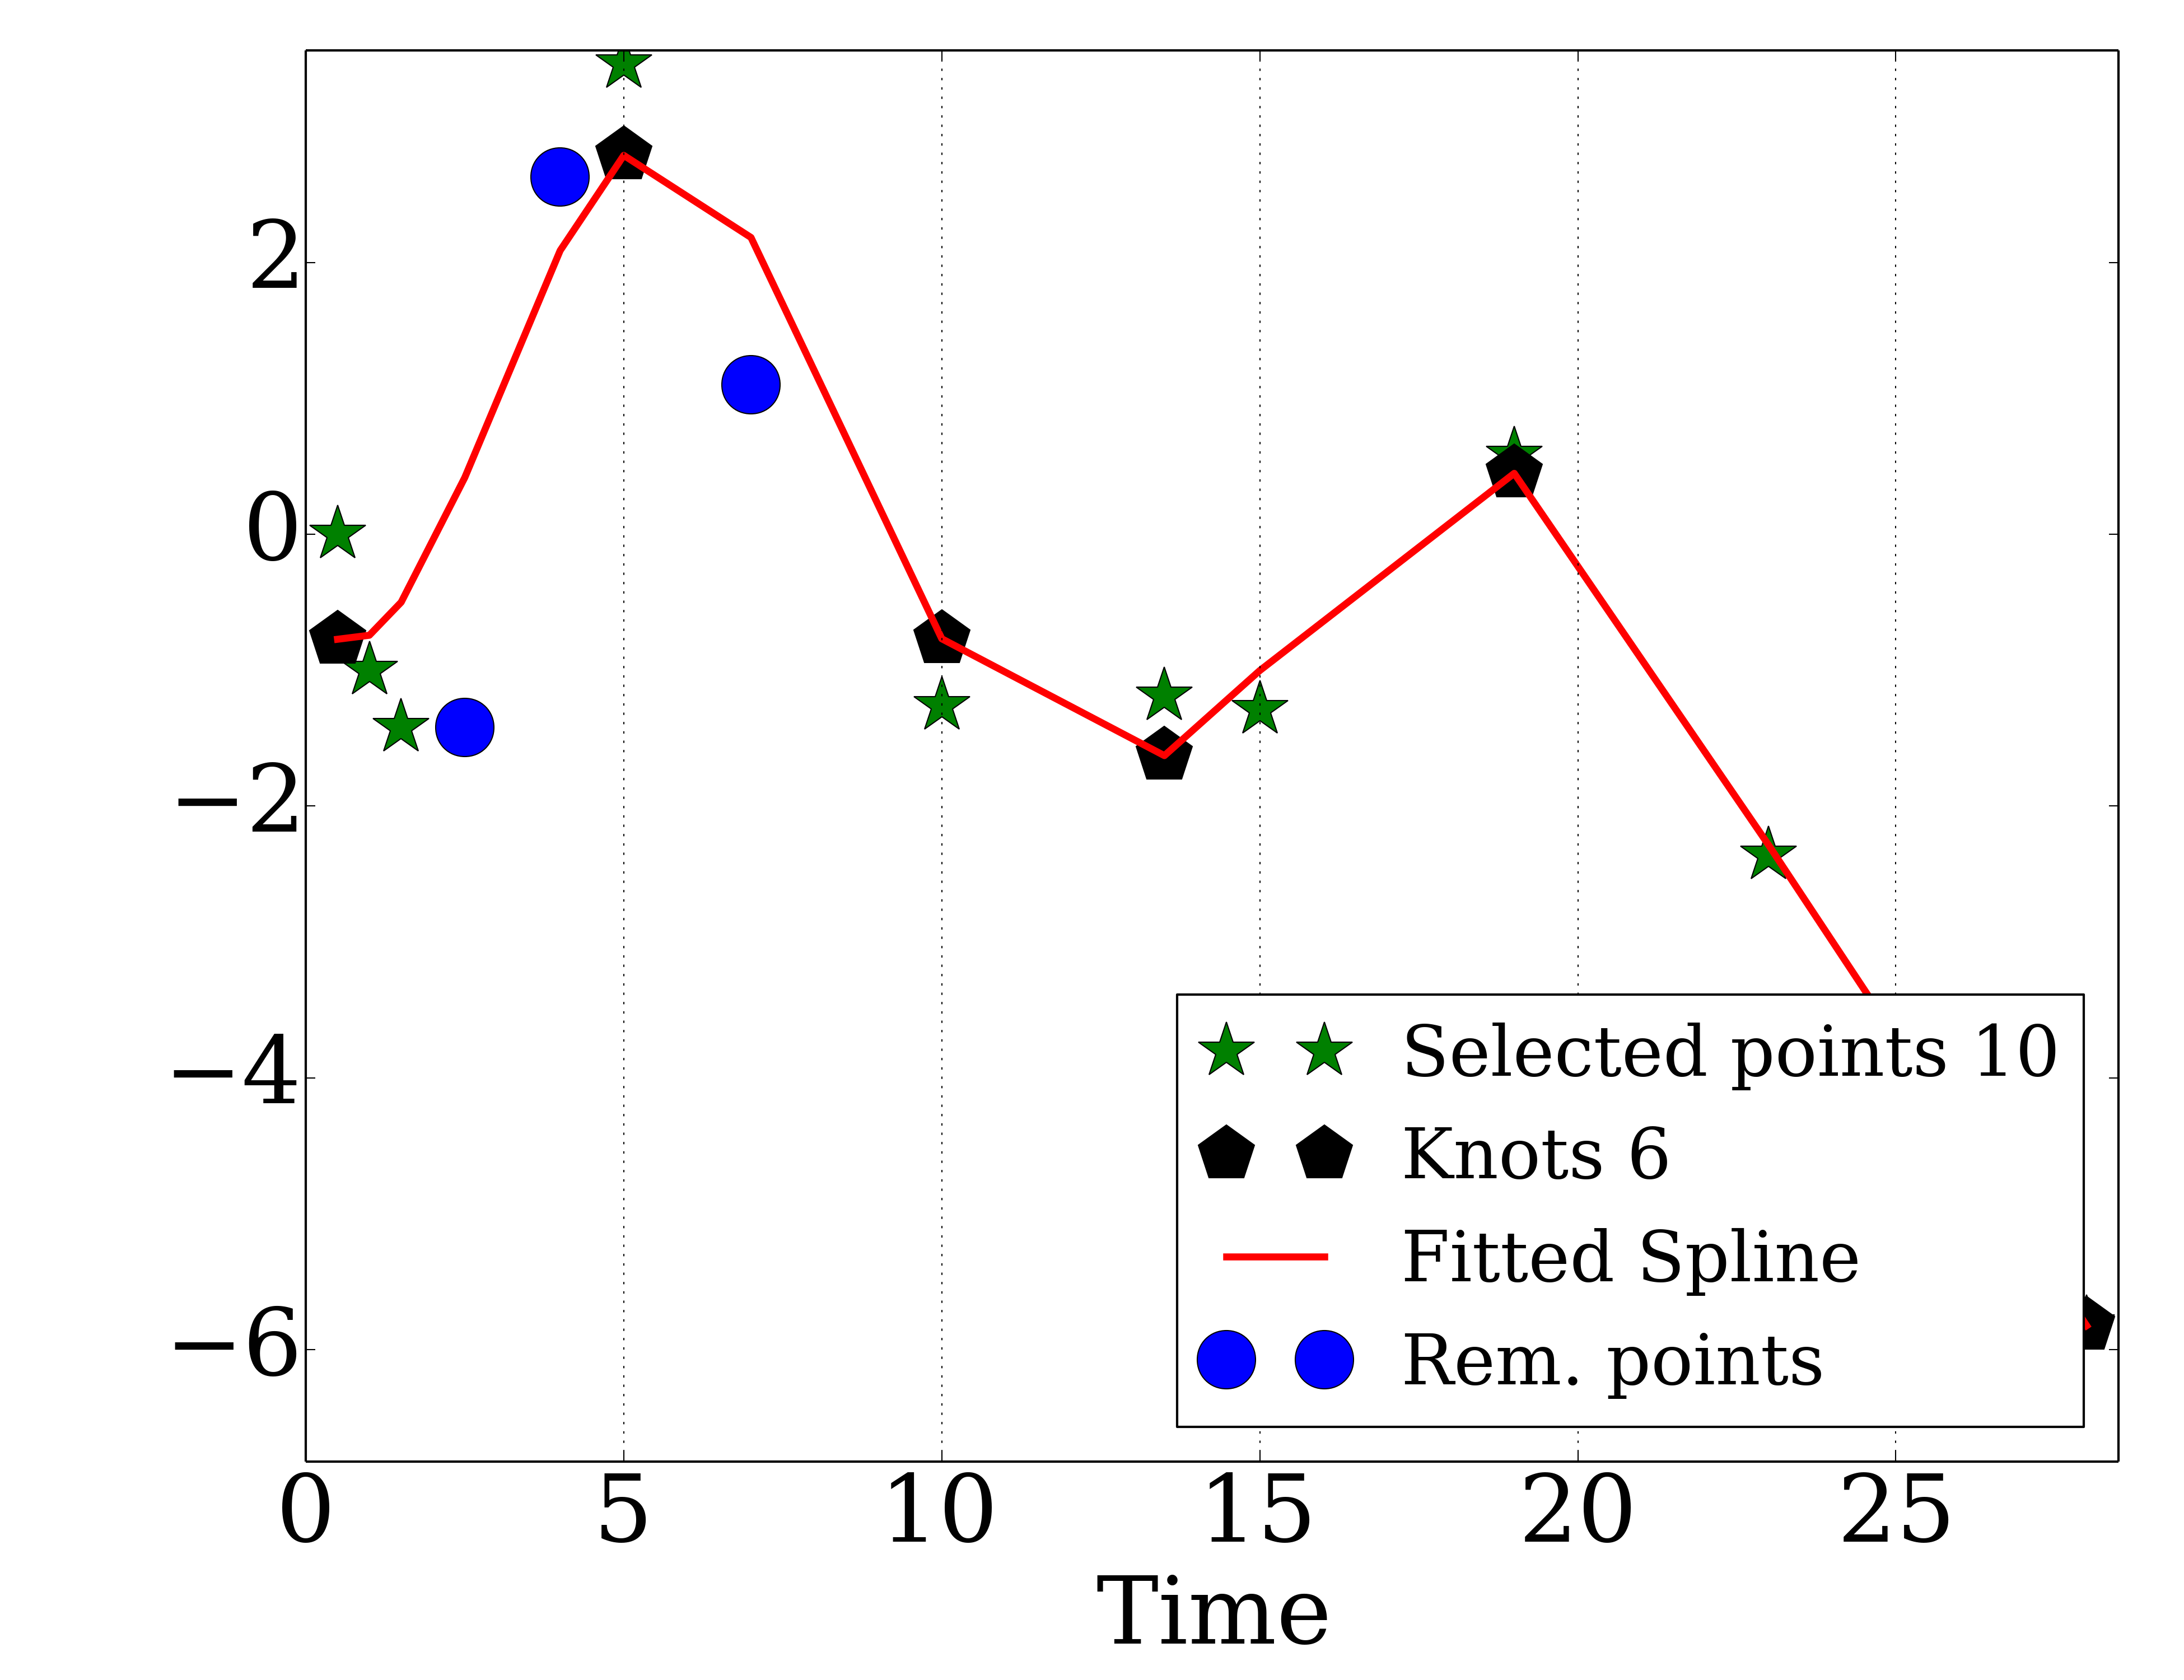 2
0
−2
−4
−6
Selected points 10
Knots 6
Fitted Spline
Rem. points
0 5 10 15 20 25
Time